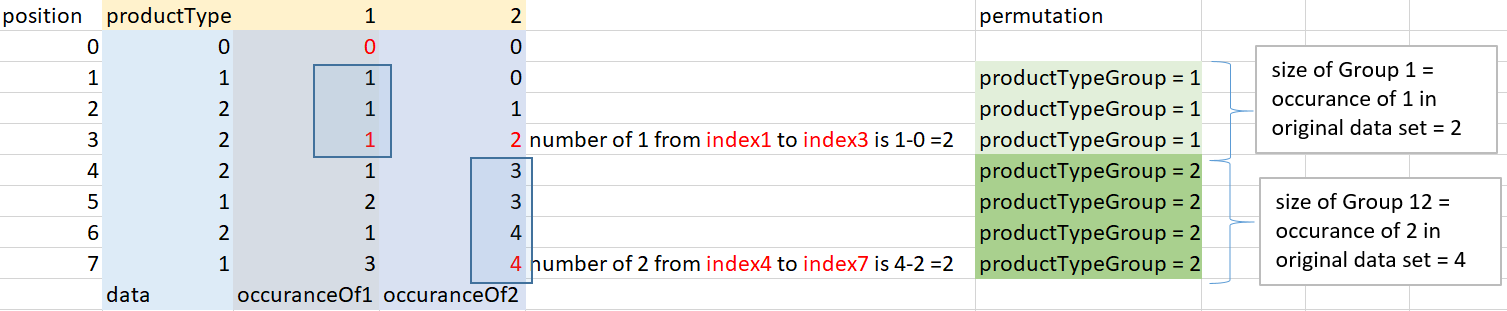 position productType 1 2 permutation
0 0 0 0
1 1 1 0 productTypeGroup = 1
2 2 1 1 productTypeGroup = 1
3 2 1 2 number of 1 from index1 to index3 is 1-0 =2 productTypeGroup = 1
4 2 1 3 productTypeGroup = 2
5 1 2 3 productTypeGroup = 2
6 2 1 4 productTypeGroup = 2
7 1 3 4 number of 2 from index4 to index7 is 4-2 =2 productTypeGroup = 2
data occuranceOf1 occuranceOf2
size of Group 1 =
occurance of 1 in
original data set = 2
size of Group 12 =
occurance of 2 in
original data set = 4